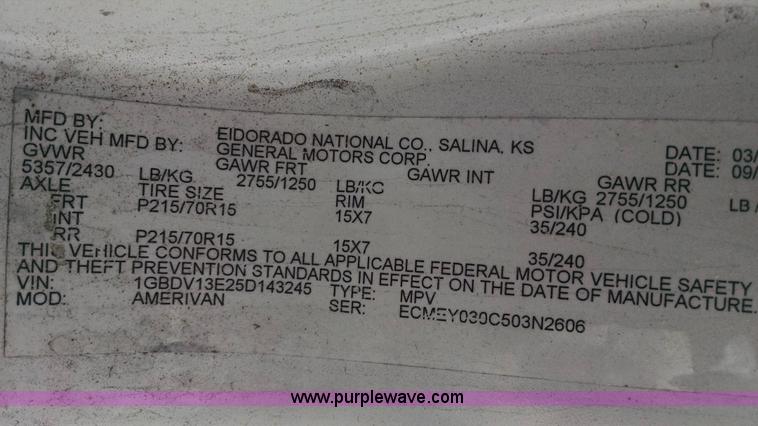 MFD BY: EIDORADO NATIONAL CO., SALINA, KS DATE: 03/
INC VEH MFD BY: GENERAL MOTORS CORP. DATE: 09/
GVWR GAWR FRT GAWR INT GAWR RR
5357/2430 LB/KG 2755/1250 LB/KG LB/KG 2755/1250 LB /
AXLE TIRE SIZE RIM PSI/KPA (COLD)
FRT P215/70R15 15X7 35/240
INT
RR P215/70R15 15X7 35/240
THIS VEHICLE CONFORMS TO ALL APPLICABLE FEDERAL MOTOR VEHICLE SAFETY
AND THEFT PREVENTION STANDARDS IN EFFECT ON THE DATE OF MANUFACTURE.
VIN: 1GBDV13E25D143245 TYPE: MPV
MOD: AMERIVAN SER: ECMEY030C503N2606
www.purplewave.com